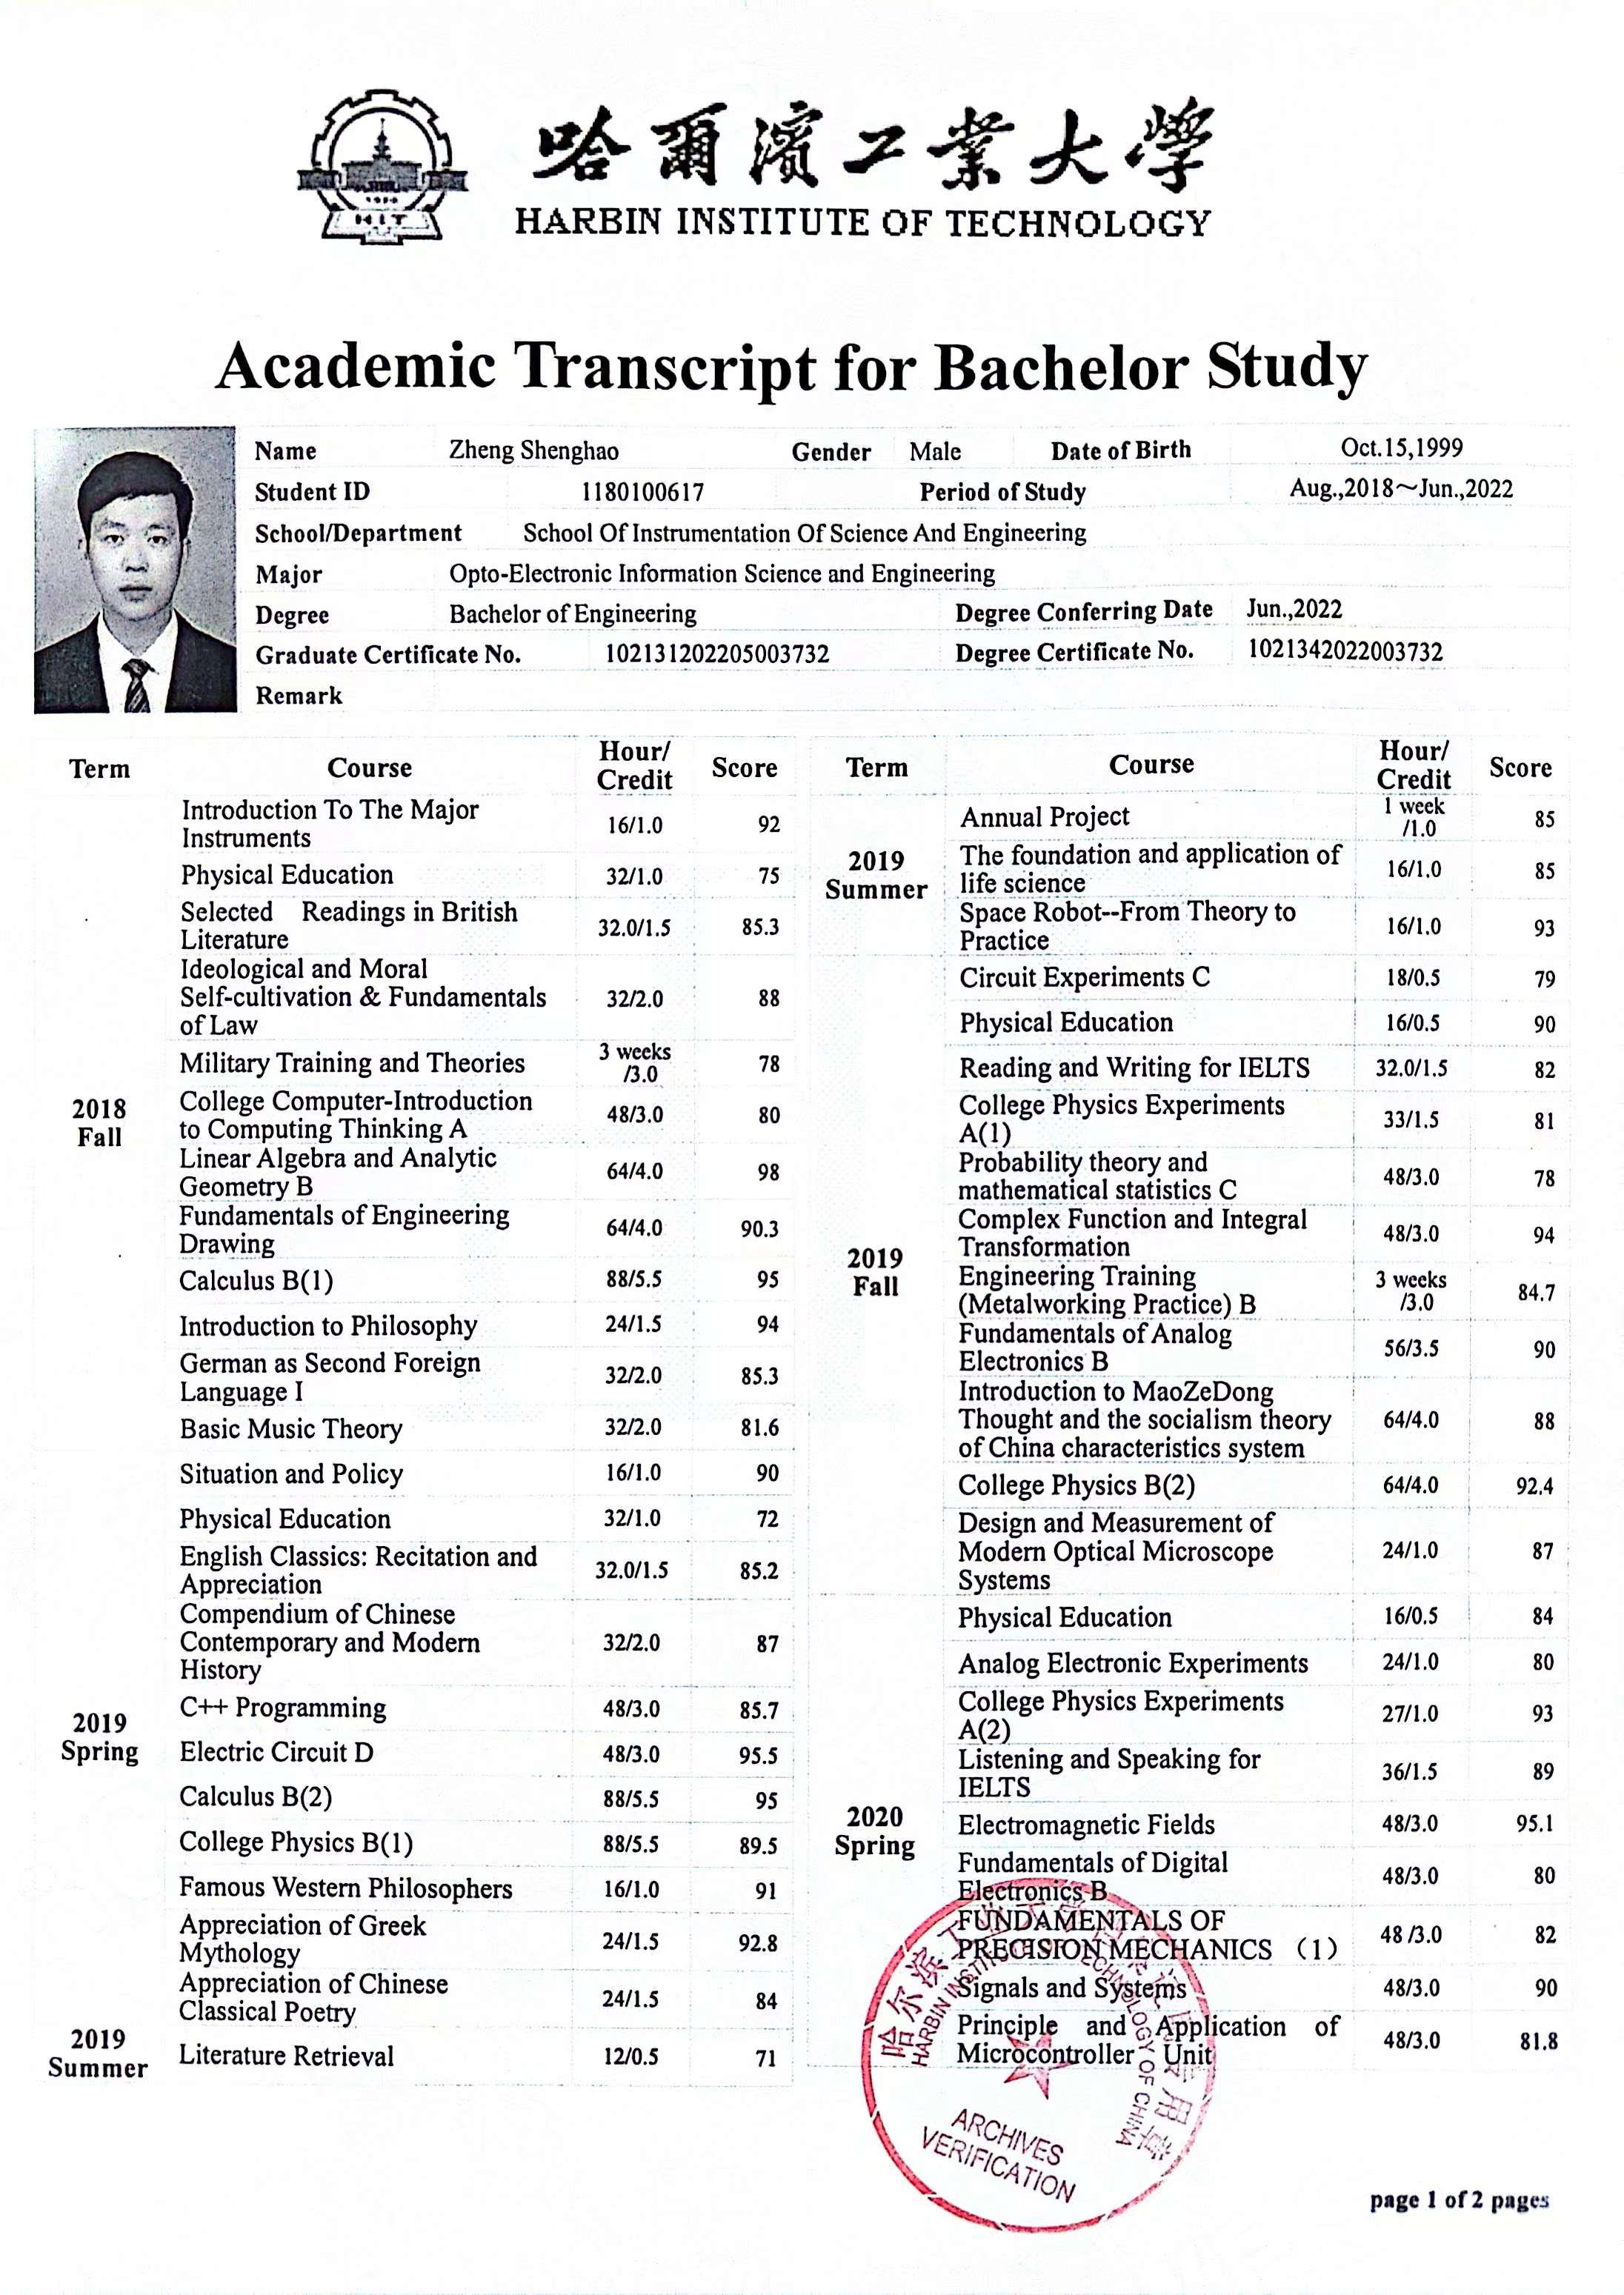 哈爾濱工業大學
HARBIN INSTITUTE OF TECHNOLOGY
1920
HIT
Academic Transcript for Bachelor Study
Name Zheng Shenghao Gender Male Date of Birth Oct.15,1999
Student ID 1180100617 Period of Study Aug.,2018~Jun.,2022
School/Department School Of Instrumentation Of Science And Engineering
Major Opto-Electronic Information Science and Engineering
Degree Bachelor of Engineering Degree Conferring Date Jun.,2022
Graduate Certificate No. 102131202205003732 Degree Certificate No. 1021342022003732
Remark
Term Course Hour/ Credit Score
2018 Fall
Introduction To The Major
Instruments 16/1.0 92
Physical Education 32/1.0 75
Selected Readings in British
Literature 32.0/1.5 85.3
Ideological and Moral
Self-cultivation & Fundamentals 32/2.0 88
of Law
Military Training and Theories 3 weeks /3.0 78
College Computer-Introduction
to Computing Thinking A 48/3.0 80
Linear Algebra and Analytic
Geometry B 64/4.0 98
Fundamentals of Engineering
Drawing 64/4.0 90.3
Calculus B(1) 88/5.5 95
Introduction to Philosophy 24/1.5 94
German as Second Foreign
Language I 32/2.0 85.3
Basic Music Theory 32/2.0 81.6
2019 Spring
Situation and Policy 16/1.0 90
Physical Education 32/1.0 72
English Classics: Recitation and
Appreciation 32.0/1.5 85.2
Compendium of Chinese
Contemporary and Modern 32/2.0 87
History
C++ Programming 48/3.0 85.7
Electric Circuit D 48/3.0 95.5
Calculus B(2) 88/5.5 95
College Physics B(1) 88/5.5 89.5
Famous Western Philosophers 16/1.0 91
Appreciation of Greek
Mythology 24/1.5 92.8
Appreciation of Chinese
Classical Poetry 24/1.5 84
2019 Summer
Literature Retrieval 12/0.5 71
Term Course Hour/ Credit Score
2019 Summer
Annual Project 1 week /1.0 85
The foundation and application of
life science 16/1.0 85
Space Robot--From Theory to
Practice 16/1.0 93
2019 Fall
Circuit Experiments C 18/0.5 79
Physical Education 16/0.5 90
Reading and Writing for IELTS 32.0/1.5 82
College Physics Experiments
A(1) 33/1.5 81
Probability theory and
mathematical statistics C 48/3.0 78
Complex Function and Integral
Transformation 48/3.0 94
Engineering Training
(Metalworking Practice) B 3 weeks /3.0 84.7
Fundamentals of Analog
Electronics B 56/3.5 90
Introduction to MaoZeDong
Thought and the socialism theory 64/4.0 88
of China characteristics system
College Physics B(2) 64/4.0 92.4
Design and Measurement of
Modern Optical Microscope 24/1.0 87
Systems
2020 Spring
Physical Education 16/0.5 84
Analog Electronic Experiments 24/1.0 80
College Physics Experiments
A(2) 27/1.0 93
Listening and Speaking for
IELTS 36/1.5 89
Electromagnetic Fields 48/3.0 95.1
Fundamentals of Digital
Electronics B 48/3.0 80
FUNDAMENTALS OF
PRECISION MECHANICS (1) 48 /3.0 82
Signals and Systems 48/3.0 90
Principle and Application of
Microcontroller Unit 48/3.0 81.8
HARBIN INSTITUTE OF TECHNOLOGY OF CHINA
ARCHIVES
VERIFICATION
page 1 of 2 pages